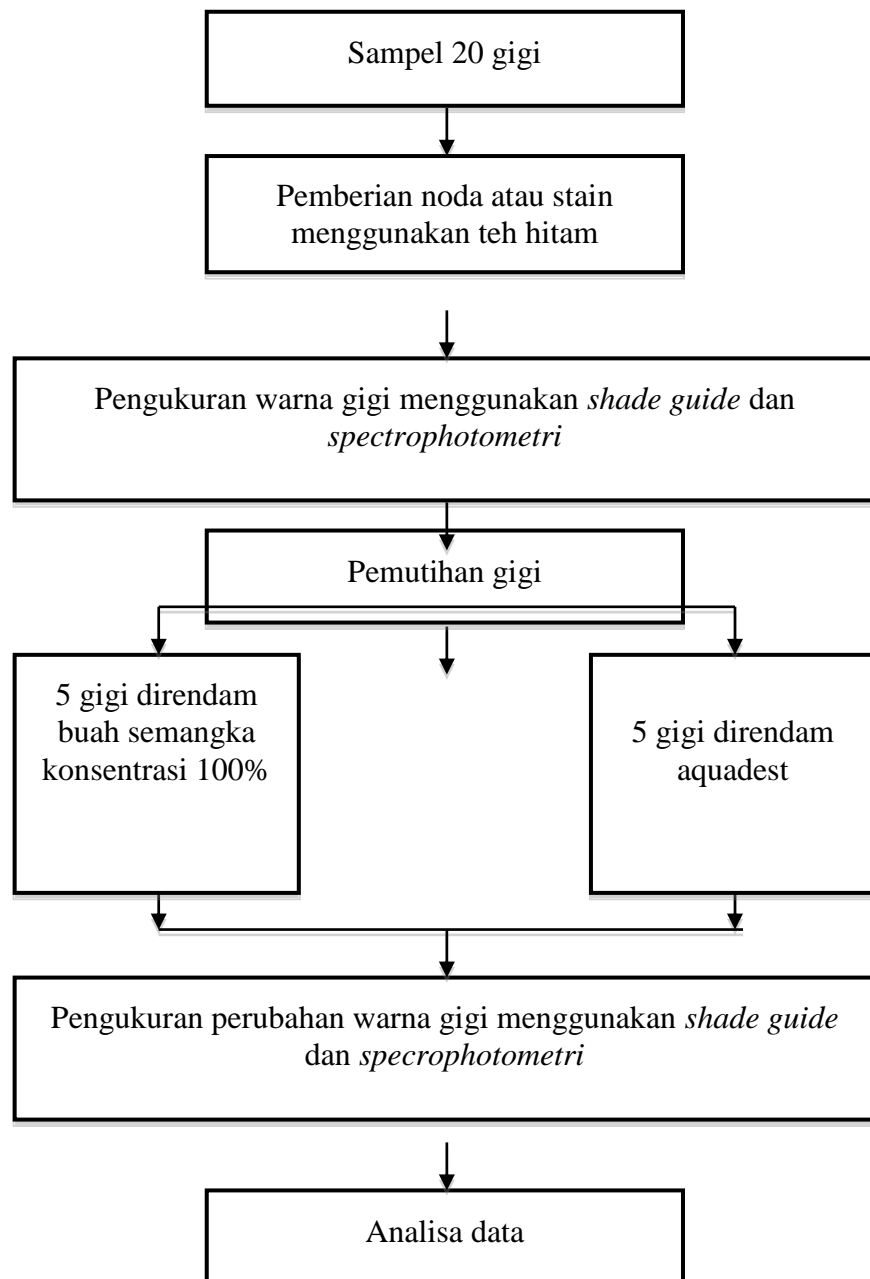 Sampel 20 gigi
Pemberian noda atau stain
menggunakan teh hitam
Pengukuran warna gigi menggunakan shade guide dan
spectrophotometri
Pemutihan gigi
5 gigi direndam
buah semangka
konsentrasi 100%
5 gigi direndam
aquadest
Pengukuran perubahan warna gigi menggunakan shade guide
dan specrophotometri
Analisa data